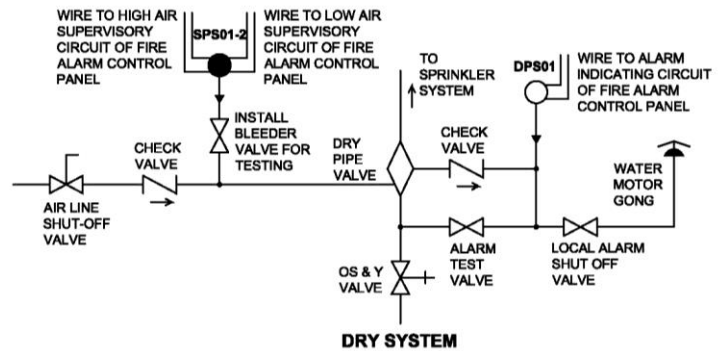 WIRE TO HIGH AIR
SUPERVISORY
CIRCUIT OF FIRE
ALARM CONTROL
PANEL
SPS01-2
WIRE TO LOW AIR
SUPERVISORY
CIRCUIT OF FIRE
ALARM CONTROL
PANEL
TO
SPRINKLER
SYSTEM
DPS01
WIRE TO ALARM
INDICATING CIRCUIT
OF FIRE ALARM
CONTROL PANEL
INSTALL
BLEEDER
VALVE FOR
TESTING
CHECK
VALVE
DRY
PIPE
VALVE
CHECK
VALVE
WATER
MOTOR
GONG
AIR LINE
SHUT-OFF
VALVE
OS & Y
VALVE
ALARM
TEST
VALVE
LOCAL ALARM
SHUT OFF
VALVE
DRY SYSTEM